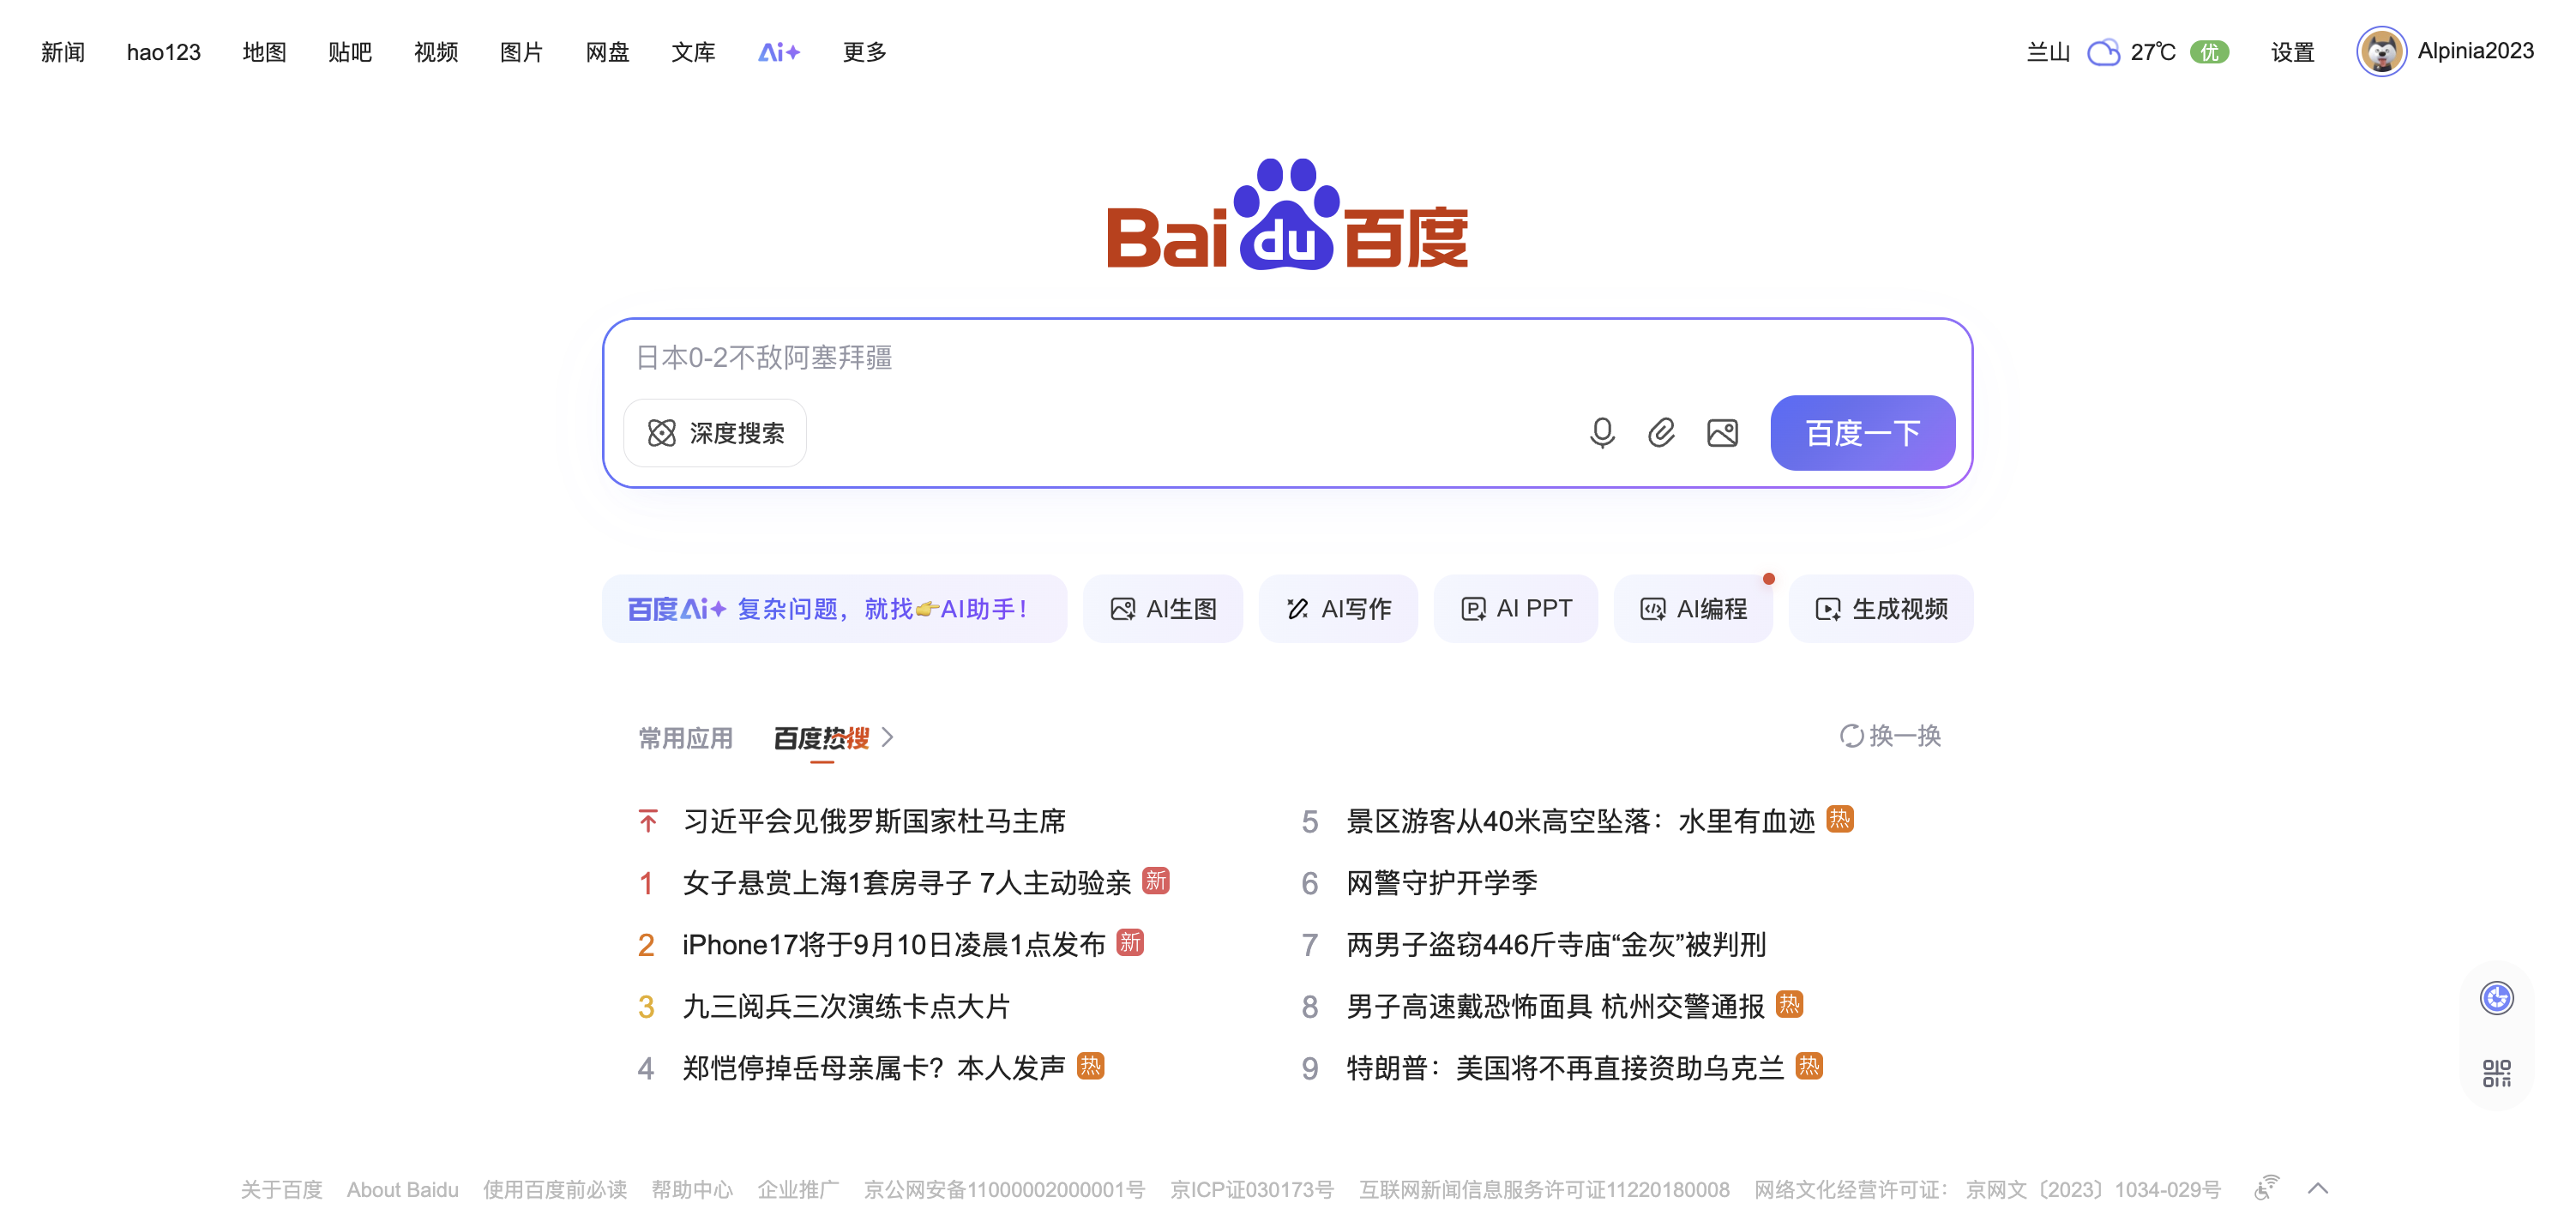 新闻 hao123 地图 贴吧 视频 图片 网盘 文库 Ai+ 更多
兰山 27℃ 优 设置 Alpinia2023
Bai du 百度
日本0-2不敌阿塞拜疆
深度搜索 百度一下
百度Ai+ 复杂问题，就找👉AI助手！ AI生图 AI写作 AI PPT AI编程 生成视频
常用应用 百度热搜 换一换
习近平会见俄罗斯国家杜马主席
1 女子悬赏上海1套房寻子 7人主动验亲 新
2 iPhone17将于9月10日凌晨1点发布 新
3 九三阅兵三次演练卡点大片
4 郑恺停掉岳母亲属卡？本人发声 热
5 景区游客从40米高空坠落：水里有血迹 热
6 网警守护开学季
7 两男子盗窃446斤寺庙“金灰”被判刑
8 男子高速戴恐怖面具 杭州交警通报 热
9 特朗普：美国将不再直接资助乌克兰 热
关于百度 About Baidu 使用百度前必读 帮助中心 企业推广 京公网安备11000002000001号 京ICP证030173号 互联网新闻信息服务许可证11220180008 网络文化经营许可证： 京网文〔2023〕1034-029号